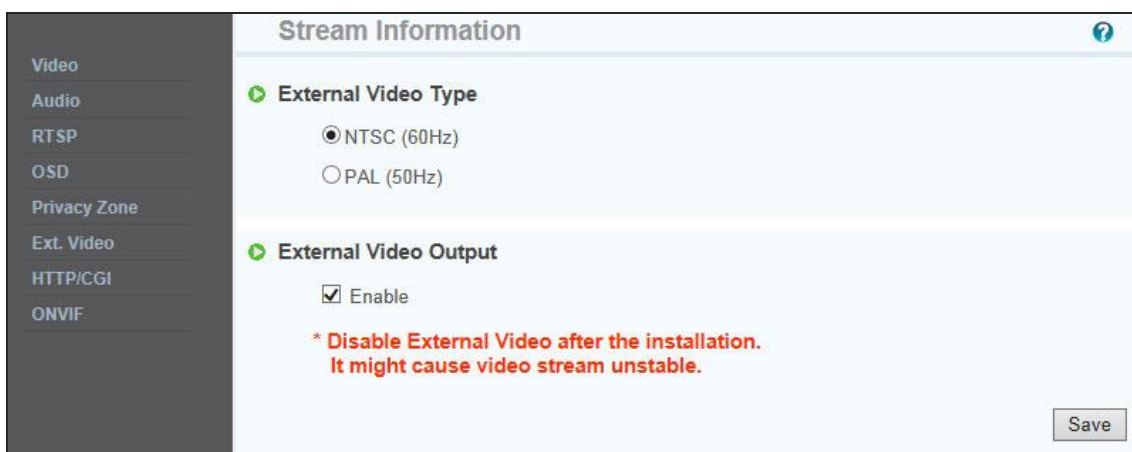 Stream Information
?
Video
Audio
RTSP
OSD
Privacy Zone
Ext. Video
HTTP/CGI
ONVIF
External Video Type
NTSC (60Hz)
PAL (50Hz)
External Video Output
Enable
* Disable External Video after the installation.
It might cause video stream unstable.
Save